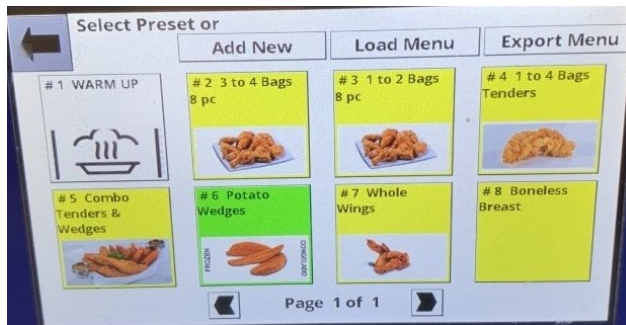 Select Preset or
Add New
Load Menu
Export Menu
# 1 WARM UP
# 2 3 to 4 Bags
8 pc
# 3 1 to 2 Bags
8 pc
# 4 1 to 4 Bags
Tenders
# 5 Combo
Tenders &
Wedges
# 6 Potato
Wedges
FROZEN
CONGELADO
# 7 Whole
Wings
# 8 Boneless
Breast
Page 1 of 1